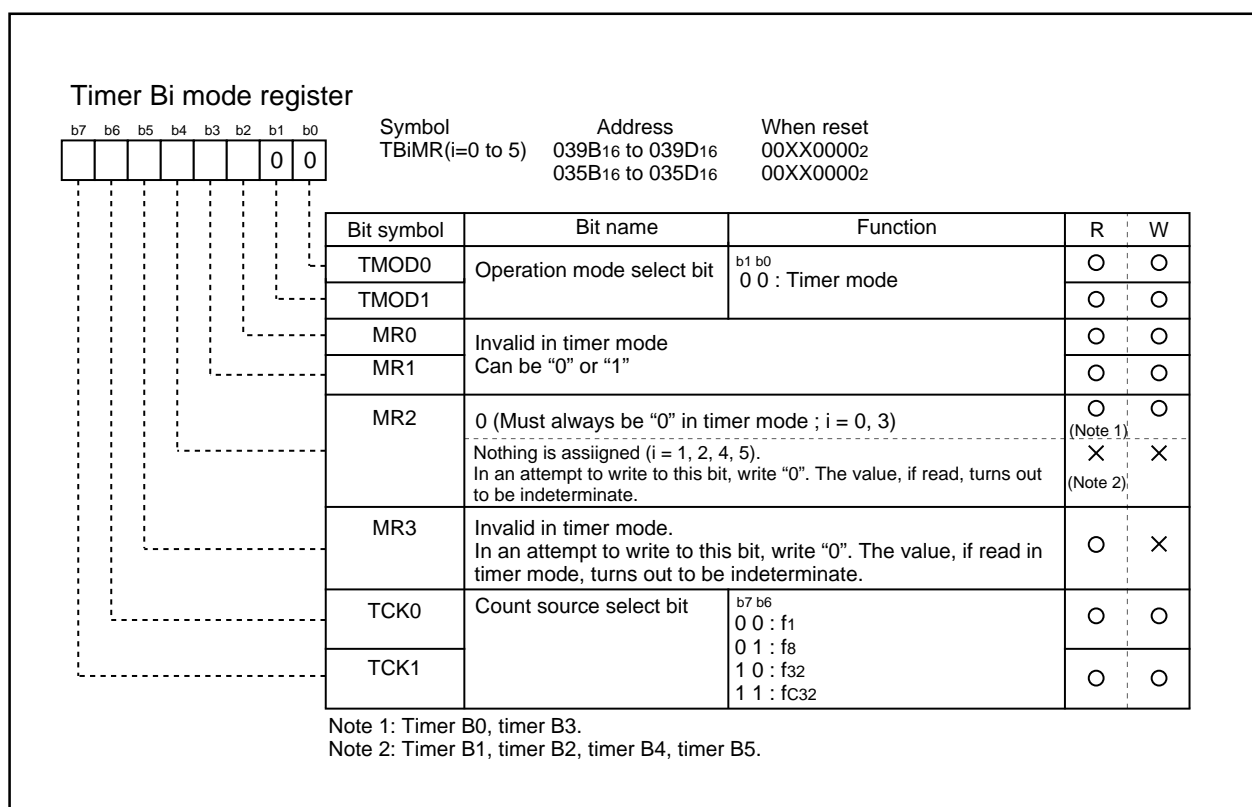 Timer Bi mode register
b7 b6 b5 b4 b3 b2 b1 b0
0 0
Symbol Address When reset
TBiMR(i=0 to 5) 039B16 to 039D16 00XX00002
035B16 to 035D16 00XX00002
Bit symbol Bit name Function R W
TMOD0 Operation mode select bit b1 b0
0 0 : Timer mode
TMOD1
MR0 Invalid in timer mode
MR1 Can be “0” or “1”
MR2 0 (Must always be “0” in timer mode ; i = 0, 3) (Note 1)
Nothing is assiigned (i = 1, 2, 4, 5).
In an attempt to write to this bit, write “0”. The value, if read, turns out
to be indeterminate.
(Note 2)
MR3 Invalid in timer mode.
In an attempt to write to this bit, write “0”. The value, if read in
timer mode, turns out to be indeterminate.
TCK0 Count source select bit b7 b6
0 0 : f1
0 1 : f8
TCK1 1 0 : f32
1 1 : fC32
Note 1: Timer B0, timer B3.
Note 2: Timer B1, timer B2, timer B4, timer B5.